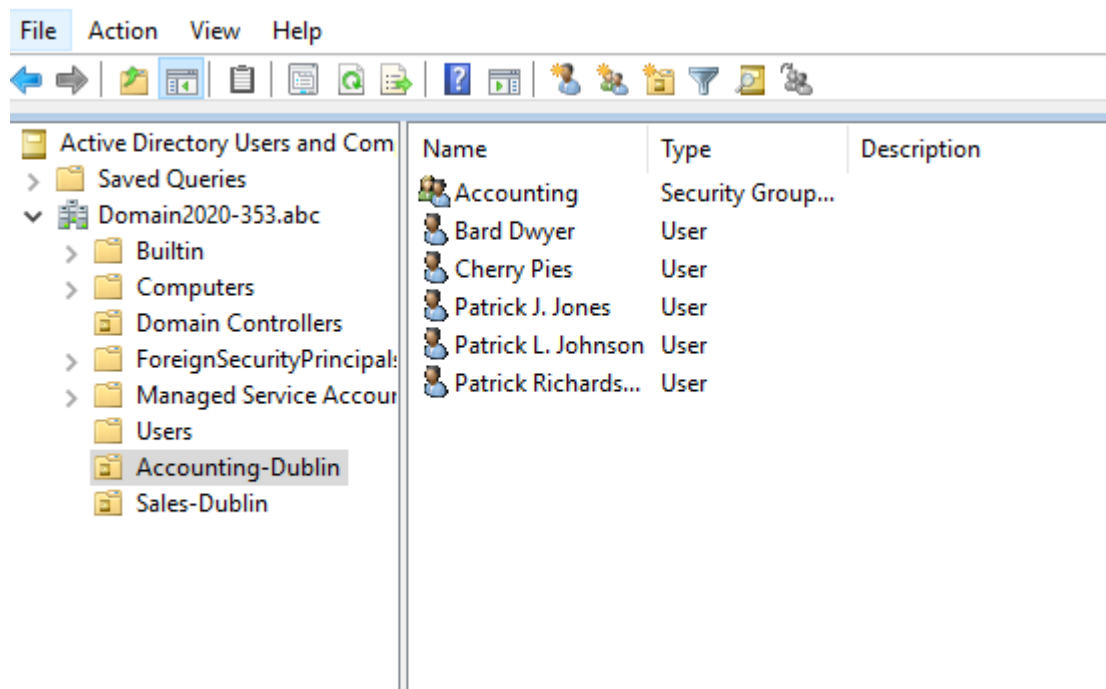 File Action View Help
Active Directory Users and Com
Saved Queries
Domain2020-353.abc
Builtin
Computers
Domain Controllers
ForeignSecurityPrincipal
Managed Service Accour
Users
Accounting-Dublin
Sales-Dublin
Name Type Description
Accounting Security Group...
Bard Dwyer User
Cherry Pies User
Patrick J. Jones User
Patrick L. Johnson User
Patrick Richards... User